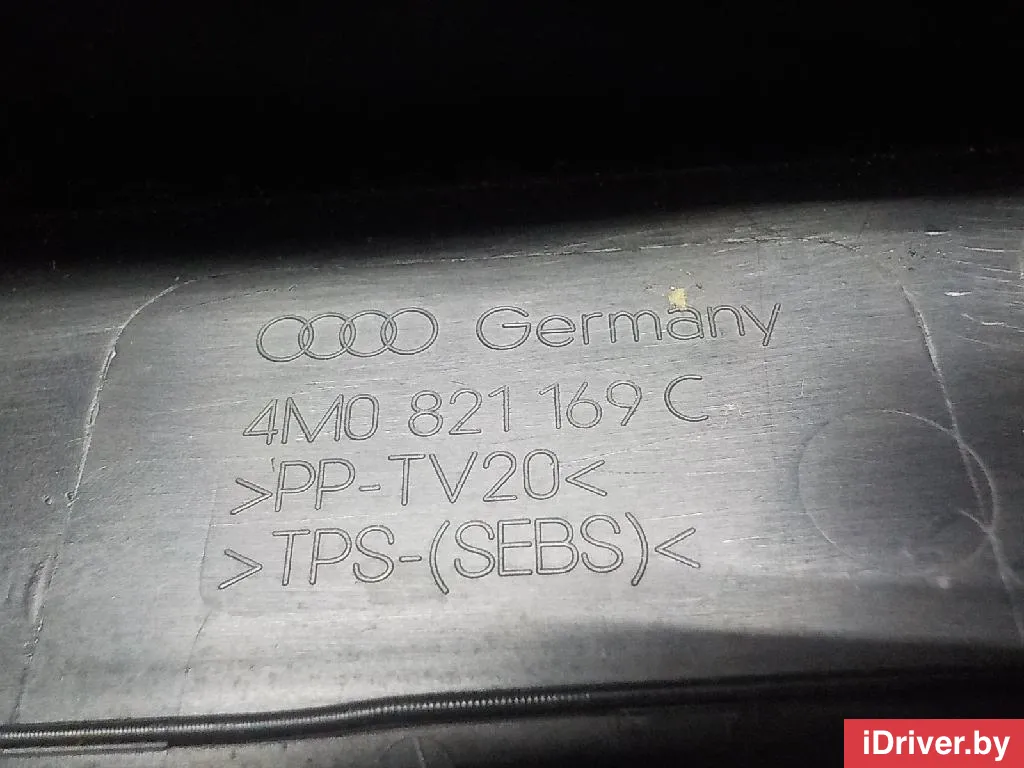 Germany
4M0 821 169 C
>PP-TV20<
>TPS-(SEBS)<
iDriver.by